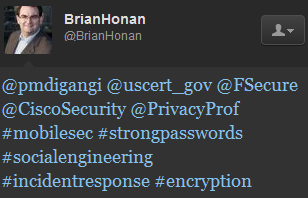 BrianHonan
@BrianHonan
@pmdigangi @uscert_gov @FSecure
@CiscoSecurity @PrivacyProf
#mobilesec #strongpasswords
#socialengineering
#incidentresponse #encryption